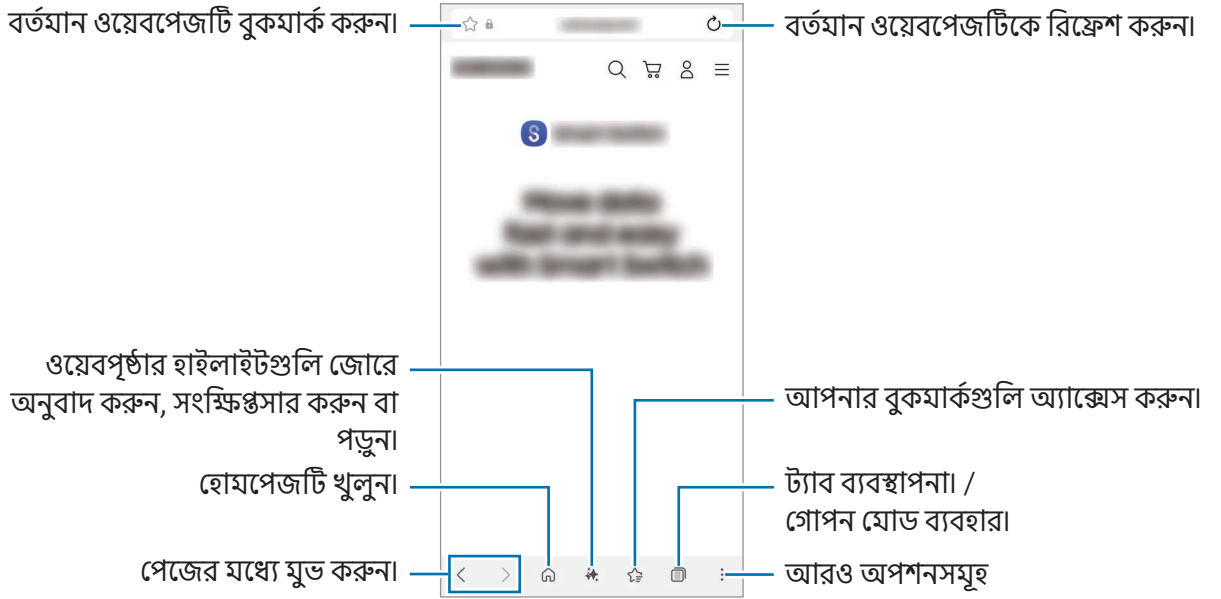 বর্তমান ওয়েবপেজটি বুকমার্ক করুন।
বর্তমান ওয়েবপেজটিকে রিফ্রেশ করুন।
S
ওয়েবপৃষ্ঠার হাইলাইটগুলি জোরে
অনুবাদ করুন, সংক্ষিপ্তসার করুন বা
পড়ুন।
আপনার বুকমার্কগুলি অ্যাক্সেস করুন।
হোমপেজটি খুলুন।
ট্যাব ব্যবস্থাপনা। /
গোপন মোড ব্যবহার।
পেজের মধ্যে মুভ করুন।
আরও অপশনসমূহ